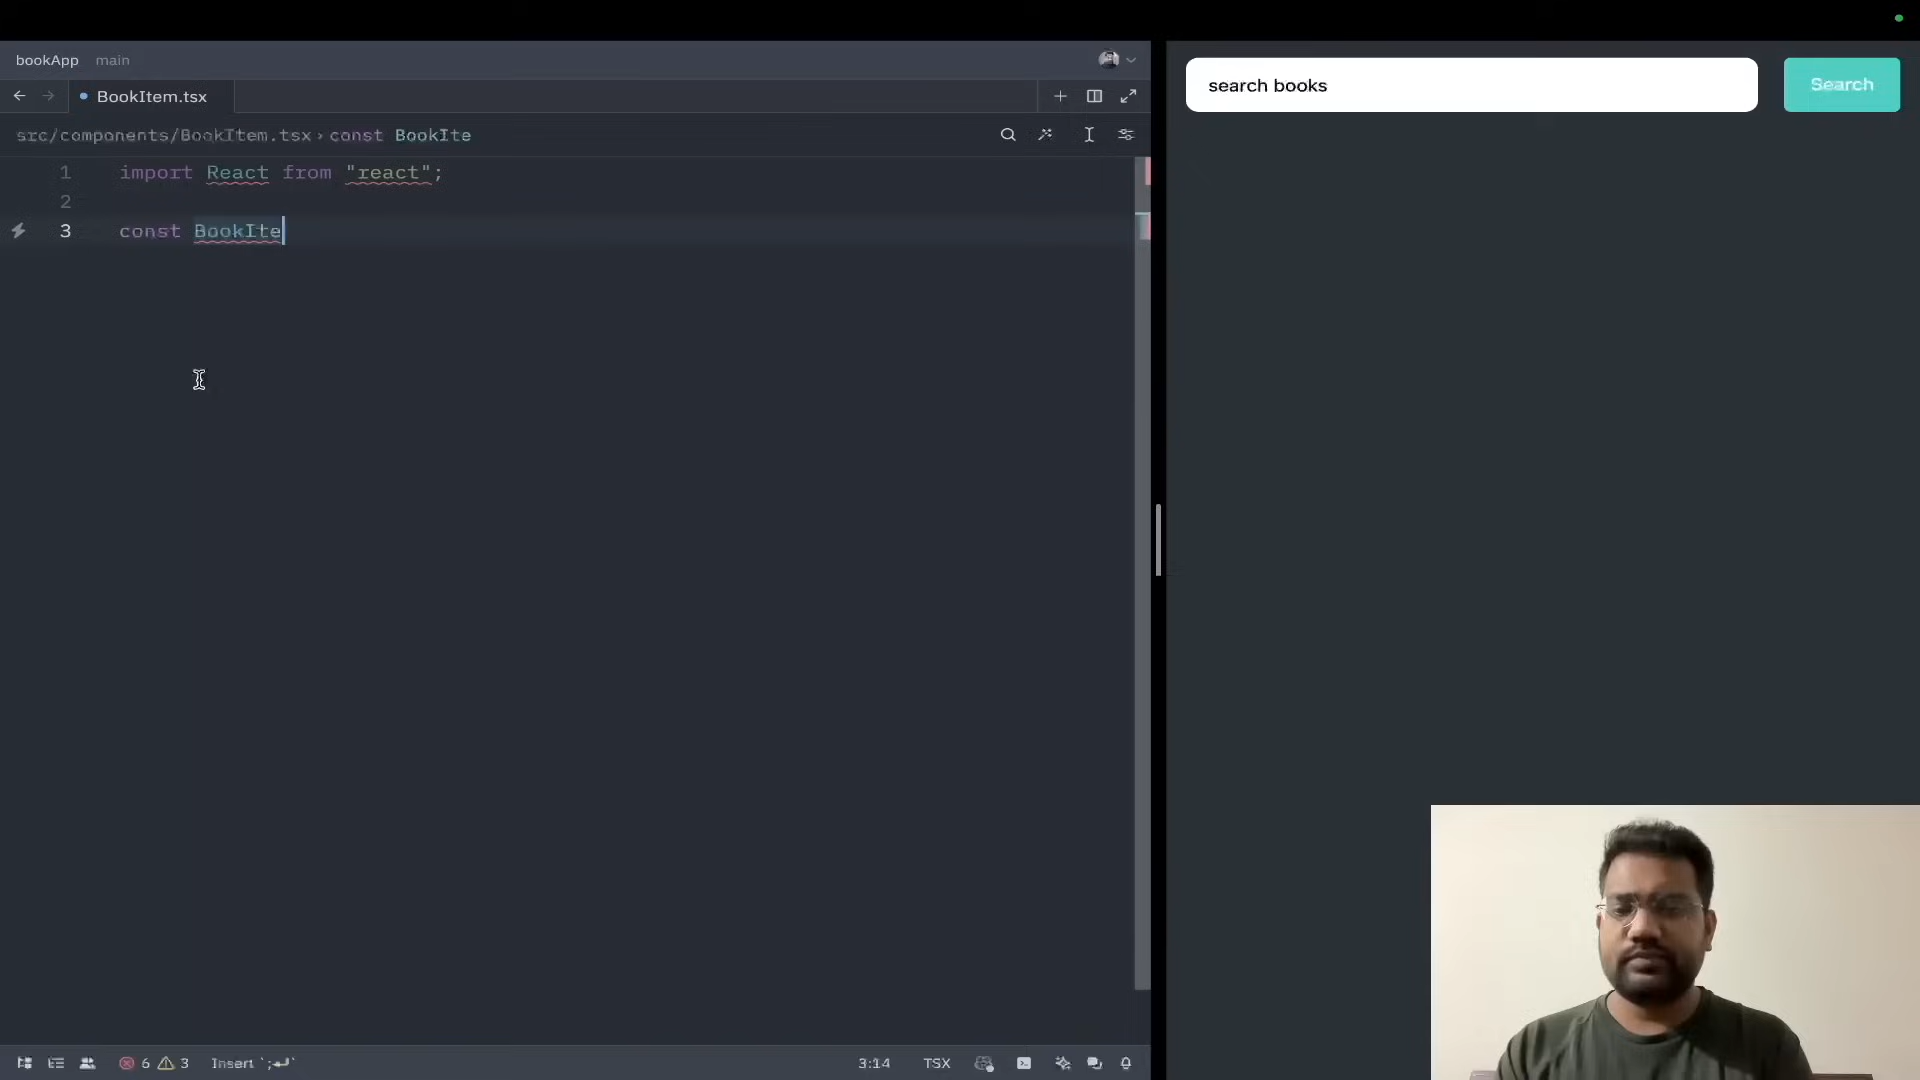 bookApp main
BookItem.tsx
src/components/BookItem.tsx › const BookIte
1 import React from "react";
2
3 const BookIte
6 3 Insert `;⏎`
3:14 TSX
search books
Search